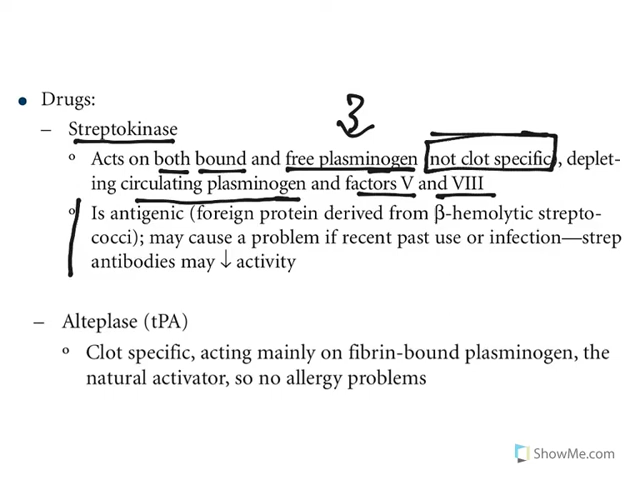 3
• Drugs:
– Streptokinase
º Acts on both bound and free plasminogen (not clot specific), deplet-
ing circulating plasminogen and factors V and VIII
º Is antigenic (foreign protein derived from β-hemolytic strepto-
cocci); may cause a problem if recent past use or infection—strep
antibodies may ↓ activity
– Alteplase (tPA)
º Clot specific, acting mainly on fibrin-bound plasminogen, the
natural activator, so no allergy problems
ShowMe.com